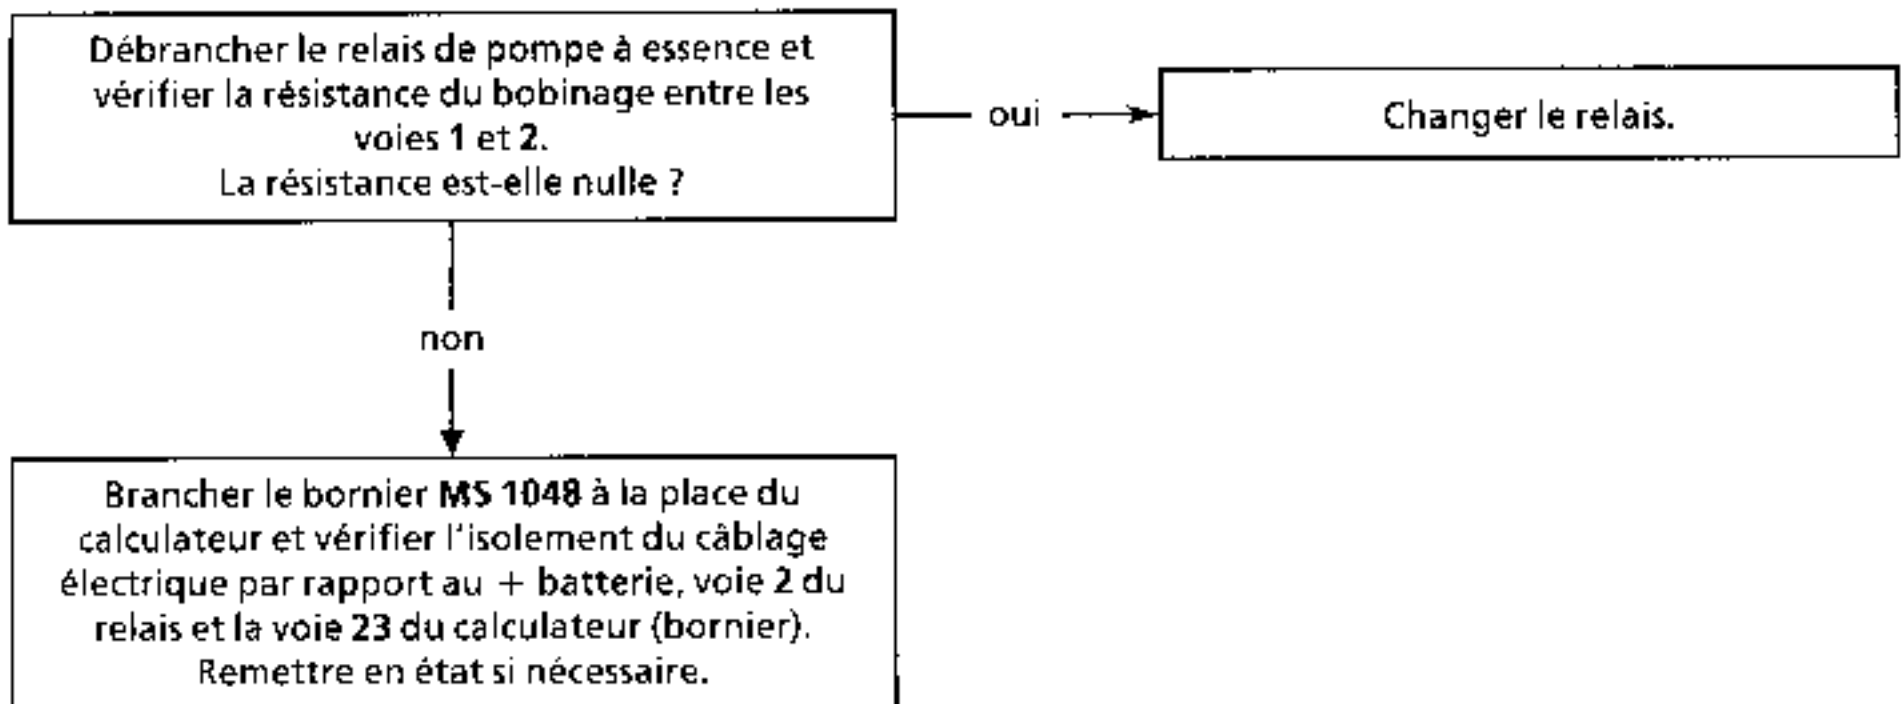 Débrancher le relais de pompe à essence et
vérifier la résistance du bobinage entre les
voies 1 et 2.
La résistance est-elle nulle ?
oui
Changer le relais.
non
Brancher le bornier MS 1048 à la place du
calculateur et vérifier l'isolement du câblage
électrique par rapport au + batterie, voie 2 du
relais et la voie 23 du calculateur (bornier).
Remettre en état si nécessaire.